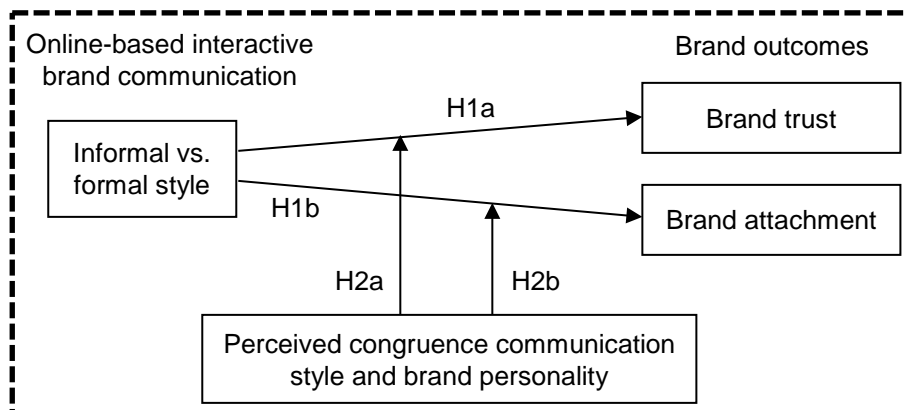 Online-based interactive
brand communication
Brand outcomes
H1a
Brand trust
Informal vs.
formal style
H1b
Brand attachment
H2a
H2b
Perceived congruence communication
style and brand personality